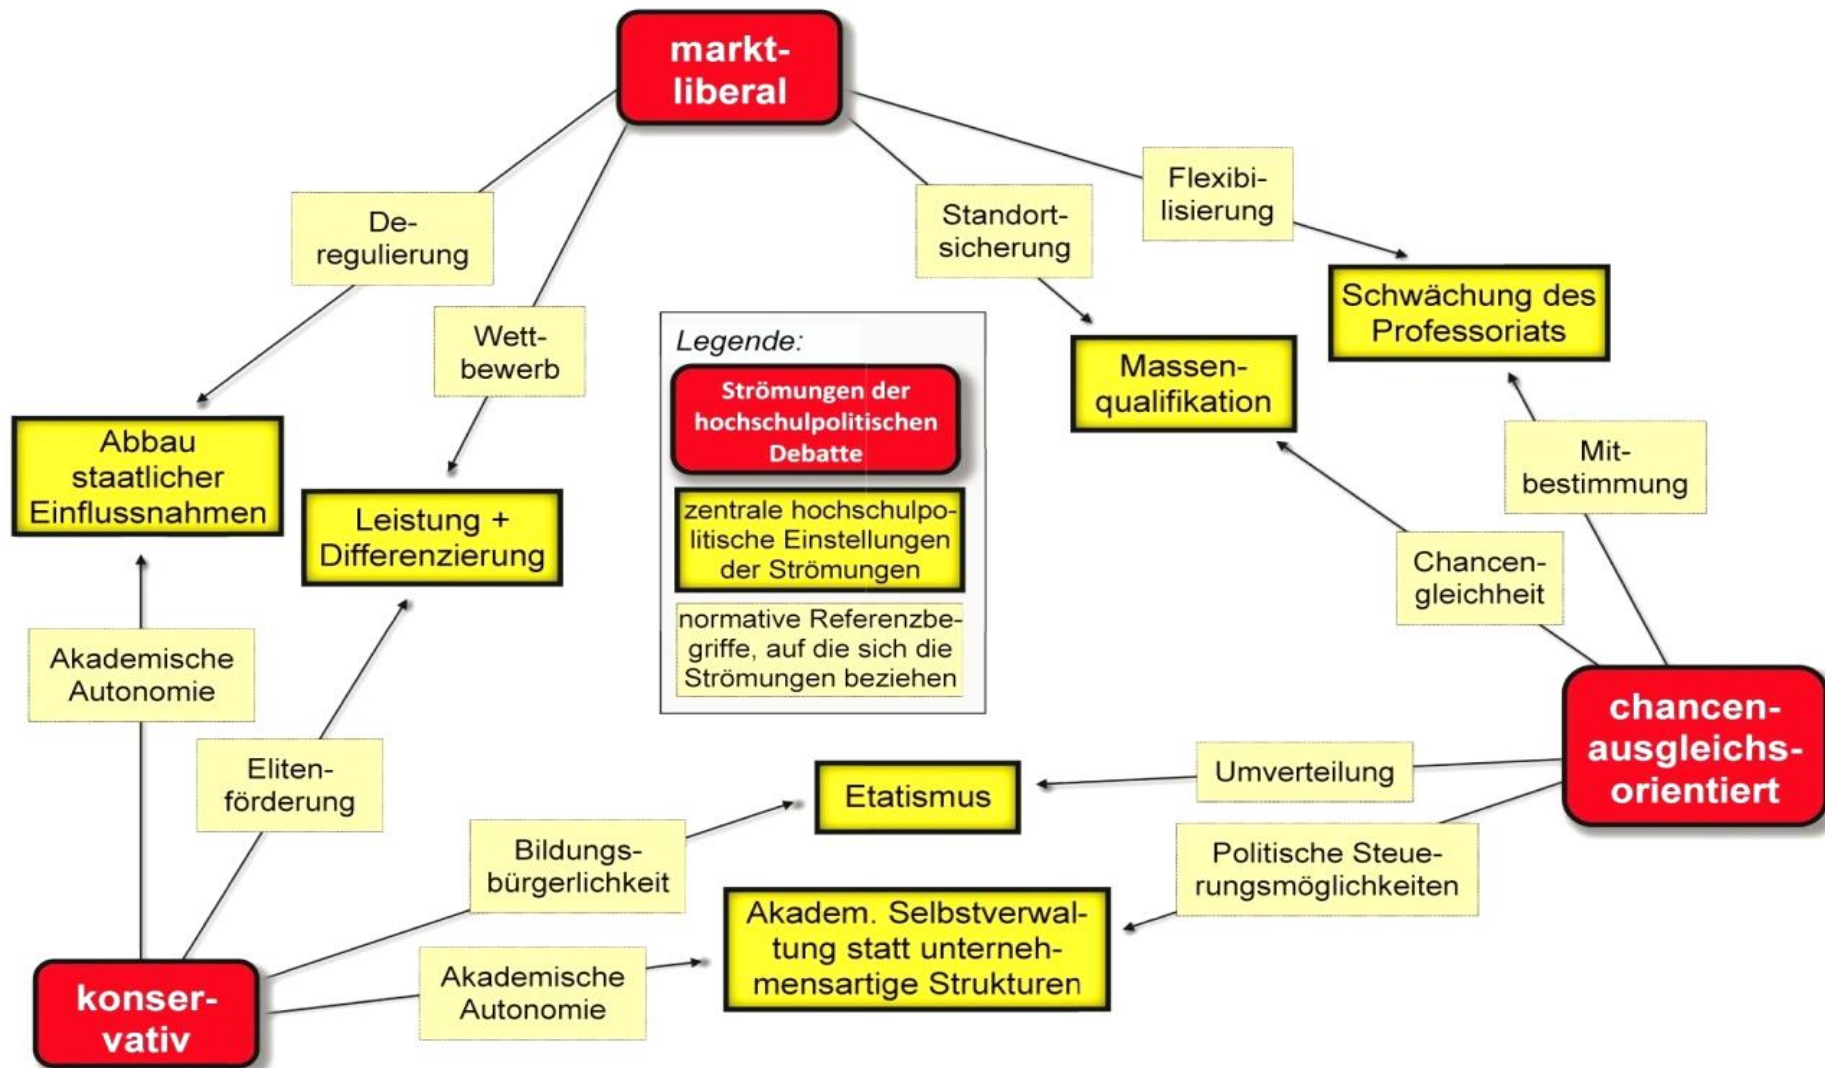 markt-
liberal
De-
regulierung
Wett-
bewerb
Standort-
sicherung
Flexibi-
lisierung
Schwächung des
Professoriats
Massen-
qualifikation
Legende:
Strömungen der
hochschulpolitischen
Debatte
zentrale hochschulpo-
litische Einstellungen
der Strömungen
normative Referenzbe-
griffe, auf die sich die
Strömungen beziehen
Abbau
staatlicher
Einflussnahmen
Leistung +
Differenzierung
Mit-
bestimmung
Chancen-
gleichheit
Akademische
Autonomie
Eliten-
förderung
chancen-
ausgleichs-
orientiert
Umverteilung
Etatismus
Bildungs-
bürgerlichkeit
Politische Steue-
rungsmöglichkeiten
Akadem. Selbstverwal-
tung statt unterneh-
mensartige Strukturen
Akademische
Autonomie
konser-
vativ